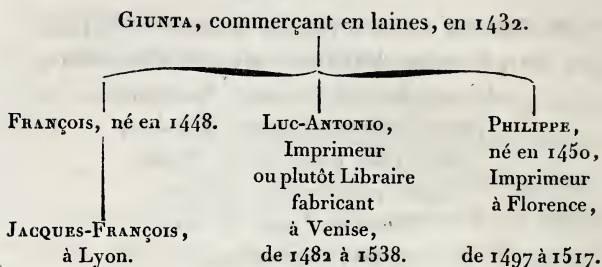 GIUNTA, commerçant en laines, en 1432.
FRANÇOIS, né en 1448.
JACQUES-FRANÇOIS,
à Lyon.
LUC-ANTONIO,
Imprimeur
ou plutôt Libraire
fabricant
à Venise,
de 1482 à 1538.
PHILIPPE,
né en 1450,
Imprimeur
à Florence,
de 1497 à 1517.